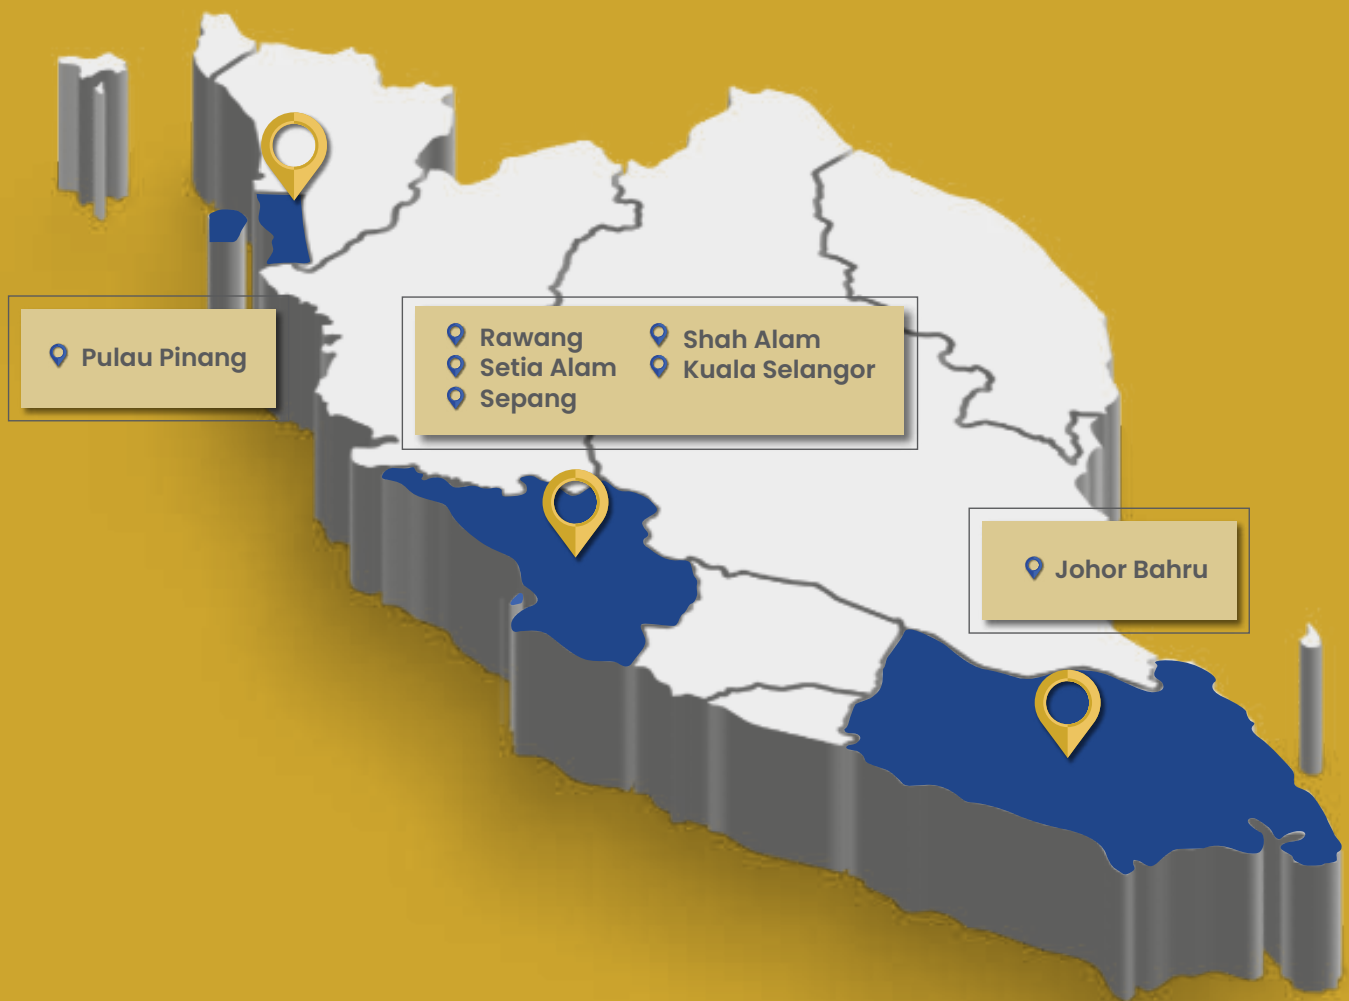 Pulau Pinang
Rawang
Setia Alam
Sepang
Shah Alam
Kuala Selangor
Johor Bahru